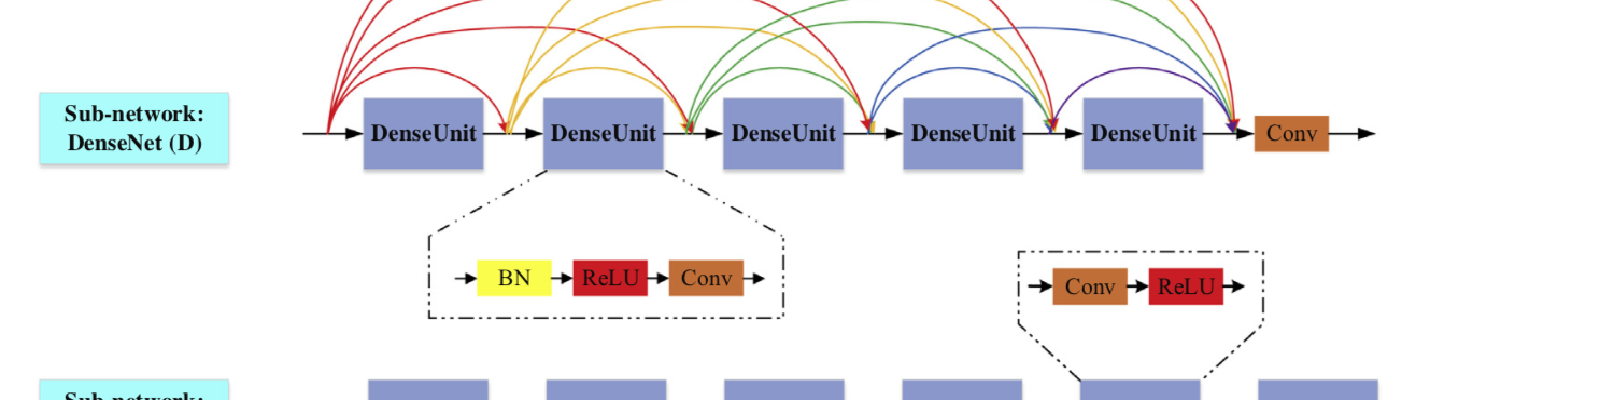 Sub-network:
DenseNet (D)
DenseUnit
DenseUnit
DenseUnit
DenseUnit
DenseUnit
Conv
BN
ReLU
Conv
Conv
ReLU
Sub-network: